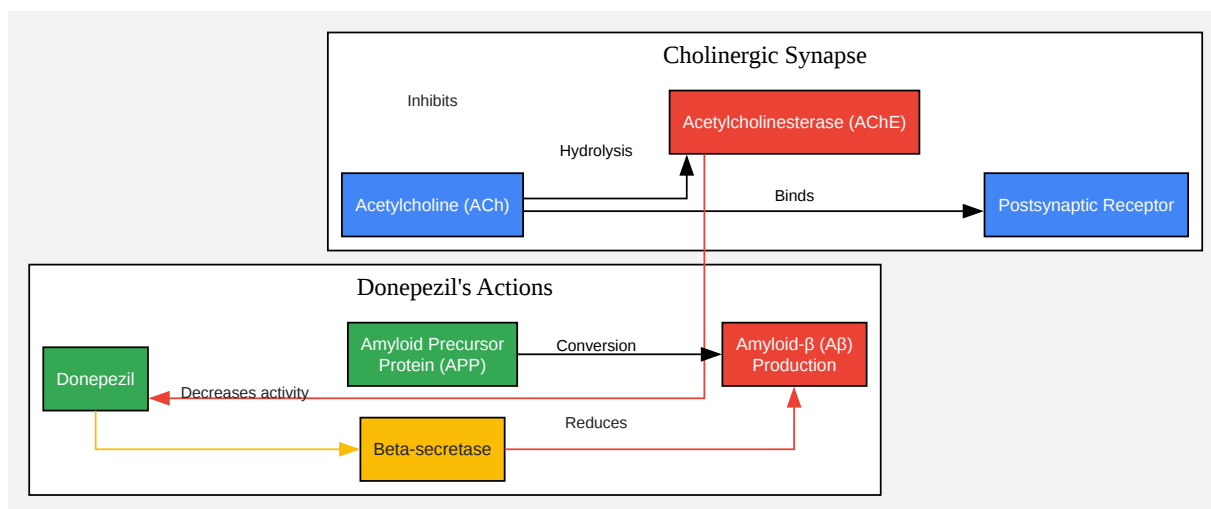 Cholinergic Synapse
Inhibits
Acetylcholinesterase (AChE)
Hydrolysis
Acetylcholine (ACh)
Binds
Postsynaptic Receptor
Donepezil's Actions
Donepezil
Amyloid Precursor
Protein (APP)
Conversion
Amyloid-β (Aβ)
Production
Decreases activity
Beta-secretase
Reduces